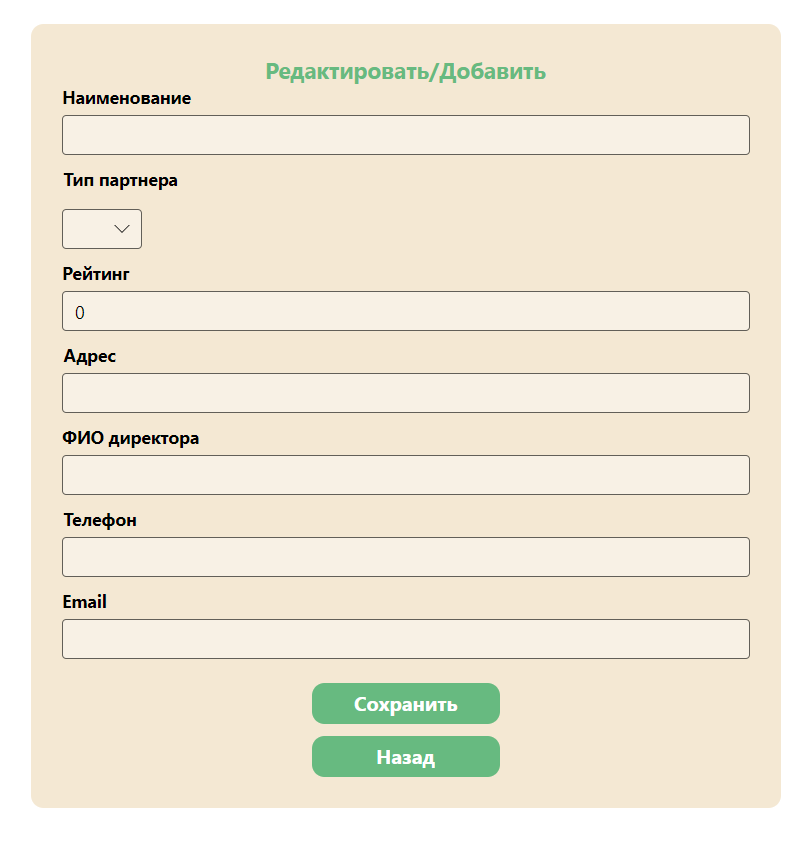 Редактировать/Добавить
Наименование
Тип партнера
Рейтинг
0
Адрес
ФИО директора
Телефон
Email
Сохранить
Назад